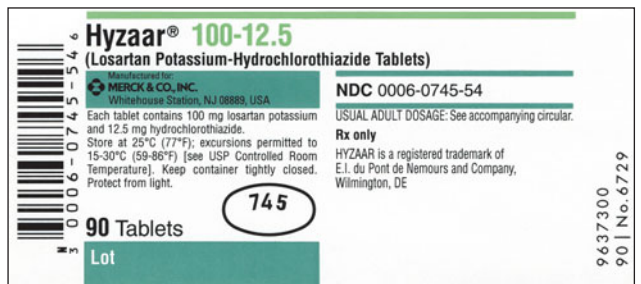 Hyzaar® 100-12.5
(Losartan Potassium-Hydrochlorothiazide Tablets)
Manufactured for:
MERCK & CO., INC.
Whitehouse Station, NJ 08889, USA
Each tablet contains 100 mg losartan potassium
and 12.5 mg hydrochlorothiazide.
Store at 25°C (77°F); excursions permitted to
15-30°C (59-86°F) [see USP Controlled Room
Temperature]. Keep container tightly closed.
Protect from light.
745
90 Tablets
Lot
NDC 0006-0745-54
USUAL ADULT DOSAGE: See accompanying circular.
Rx only
HYZAAR is a registered trademark of
E.I. du Pont de Nemours and Company,
Wilmington, DE
N 3 0006-0745-54 6
9637300
90 | No.6729